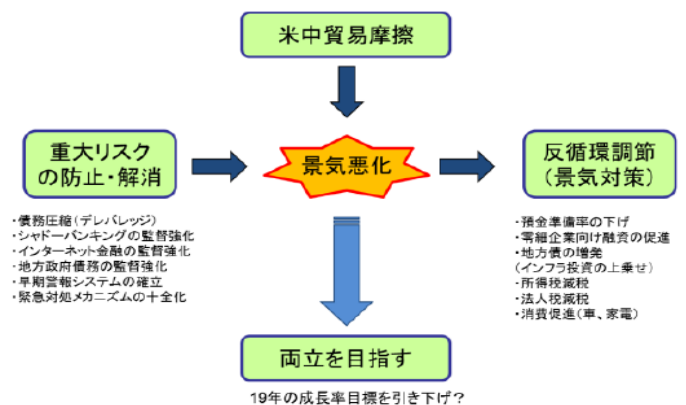 米中貿易摩擦
重大リスク
の防止・解消
景気悪化
反循環調節
(景気対策)
・債務圧縮(デレバレッジ)
・シャドーバンキングの監督強化
・インターネット金融の監督強化
・地方政府債務の監督強化
・早期警報システムの確立
・緊急対処メカニズムの十全化
・預金準備率の下げ
・零細企業向け融資の促進
・地方債の増発
(インフラ投資の上乗せ)
・所得税減税
・法人税減税
・消費促進(車、家電)
両立を目指す
19年の成長率目標を引き下げ?